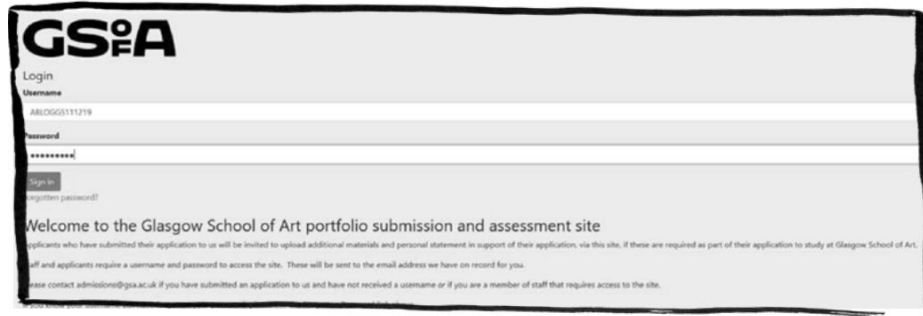 GSOFA
Login
Username
ABLOGGS111219
Password
Sign in
forgotten password?
Welcome to the Glasgow School of Art portfolio submission and assessment site
applicants who have submitted their application to us will be invited to upload additional materials and personal statement in support of their application, via this site, if these are required as part of their application to study at Glasgow School of Art.
Staff and applicants require a username and password to access the site. These will be sent to the email address we have on record for you.
Please contact admissions@gsa.ac.uk if you have submitted an application to us and have not received a username or if you are a member of staff that requires access to the site.